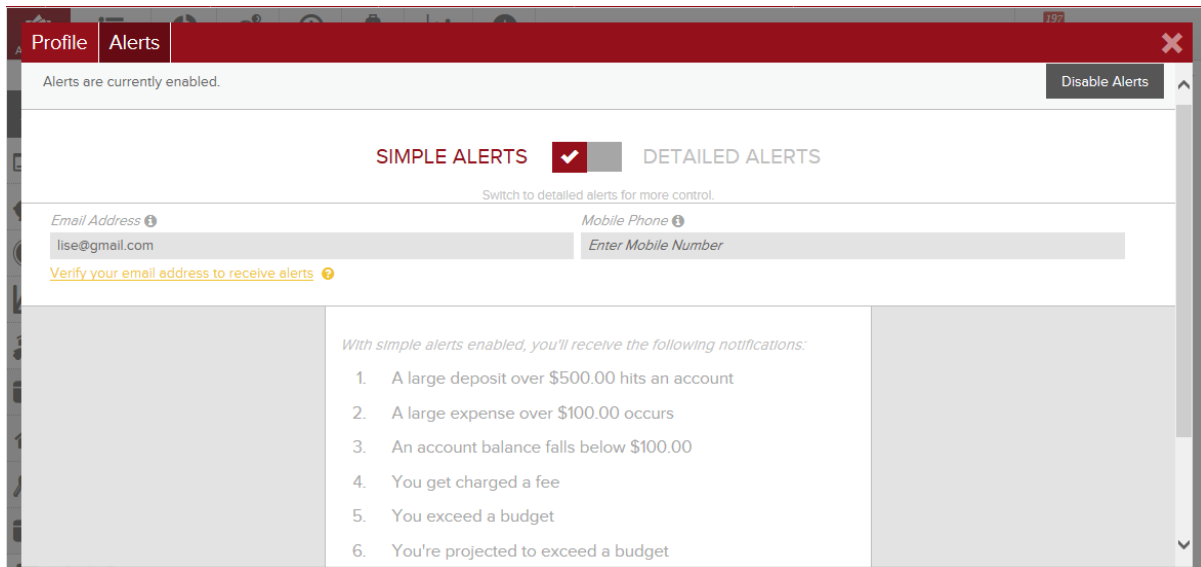 197
Profile Alerts
Alerts are currently enabled.
Disable Alerts
SIMPLE ALERTS DETAILED ALERTS
Switch to detailed alerts for more control.
Email Address Mobile Phone
lise@gmail.com Enter Mobile Number
Verify your email address to receive alerts
With simple alerts enabled, you'll receive the following notifications:
1. A large deposit over $500.00 hits an account
2. A large expense over $100.00 occurs
3. An account balance falls below $100.00
4. You get charged a fee
5. You exceed a budget
6. You're projected to exceed a budget